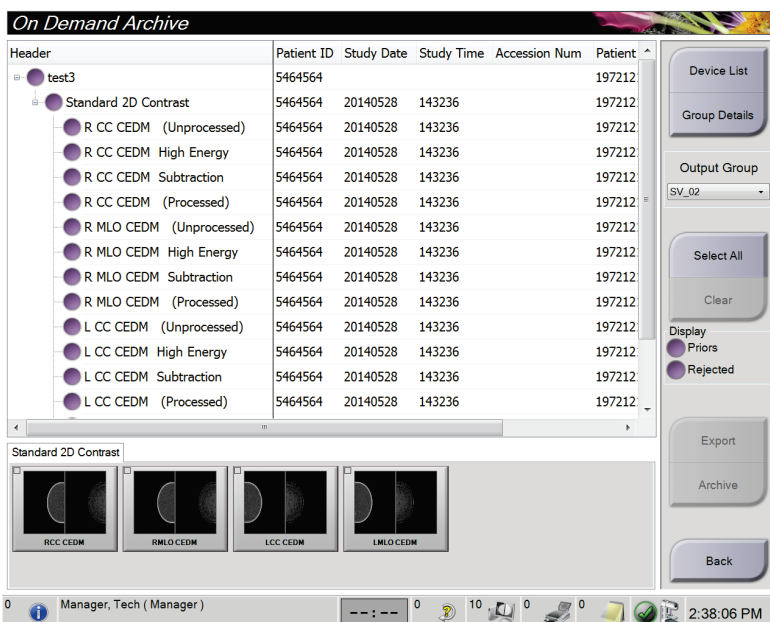 On Demand Archive
Header Patient ID Study Date Study Time Accession Num Patient
test3 5464564 197212
Standard 2D Contrast 5464564 20140528 143236 197212
R CC CEDM (Unprocessed) 5464564 20140528 143236 197212
R CC CEDM High Energy 5464564 20140528 143236 197212
R CC CEDM Subtraction 5464564 20140528 143236 197212
R CC CEDM (Processed) 5464564 20140528 143236 197212
R MLO CEDM (Unprocessed) 5464564 20140528 143236 197212
R MLO CEDM High Energy 5464564 20140528 143236 197212
R MLO CEDM Subtraction 5464564 20140528 143236 197212
R MLO CEDM (Processed) 5464564 20140528 143236 197212
L CC CEDM (Unprocessed) 5464564 20140528 143236 197212
L CC CEDM High Energy 5464564 20140528 143236 197212
L CC CEDM Subtraction 5464564 20140528 143236 197212
L CC CEDM (Processed) 5464564 20140528 143236 197212
Device List
Group Details
Output Group
SV_02
Select All
Clear
Display
Priors
Rejected
Export
Archive
Back
Standard 2D Contrast
RCC CEDM RMLO CEDM LCC CEDM LMLO CEDM
0 Manager, Tech ( Manager ) --:-- 0 10 0 0 2:38:06 PM